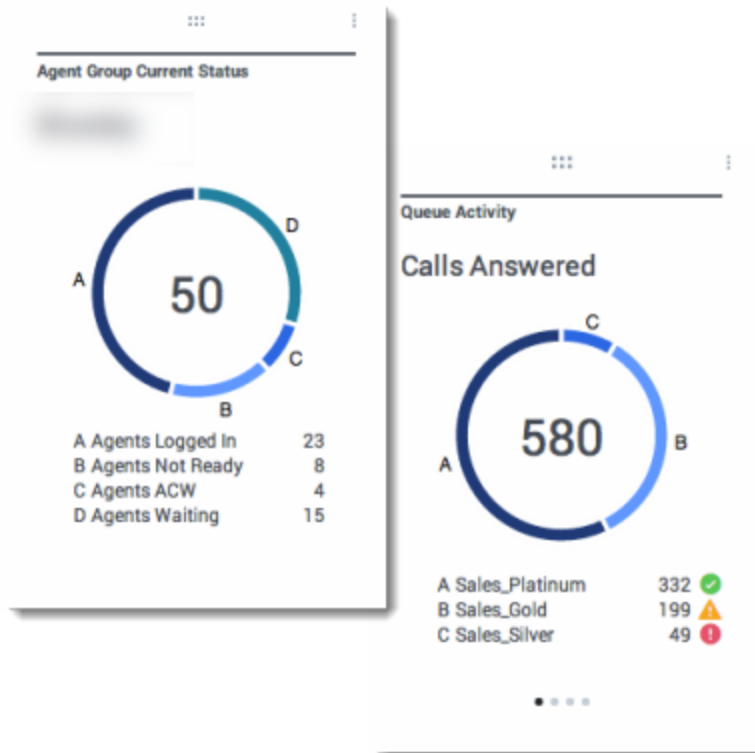 Agent Group Current Status
A
D
C
B
50
A Agents Logged In 23
B Agents Not Ready 8
C Agents ACW 4
D Agents Waiting 15
Queue Activity
Calls Answered
C
B
A
580
A Sales_Platinum 332
B Sales_Gold 199
C Sales_Silver 49